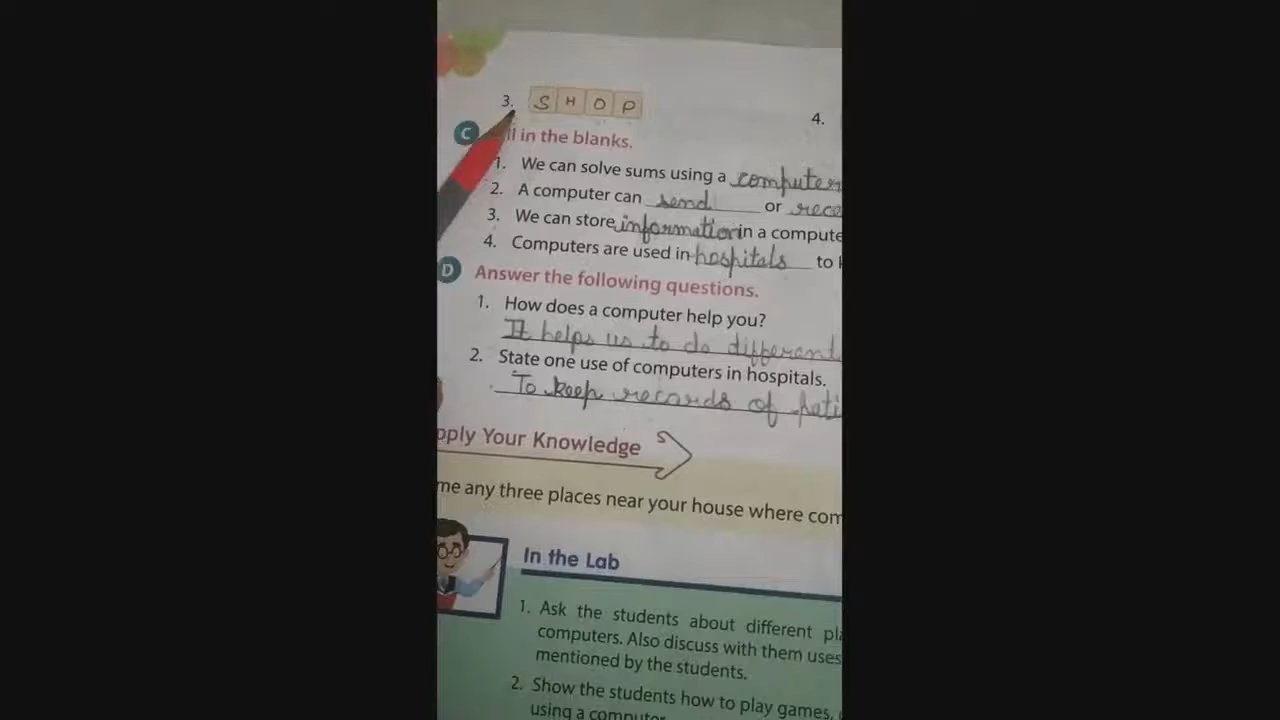 3. SHOP
4.
C ll in the blanks.
1. We can solve sums using a computer
2. A computer can send or rece
3. We can store information in a compute
4. Computers are used in hospitals to
D Answer the following questions.
1. How does a computer help you?
It helps us to do different
2. State one use of computers in hospitals.
To keep records of pati
pply Your Knowledge
me any three places near your house where com
In the Lab
1. Ask the students about different pla
computers. Also discuss with them uses
mentioned by the students.
2. Show the students how to play games,
using a computer